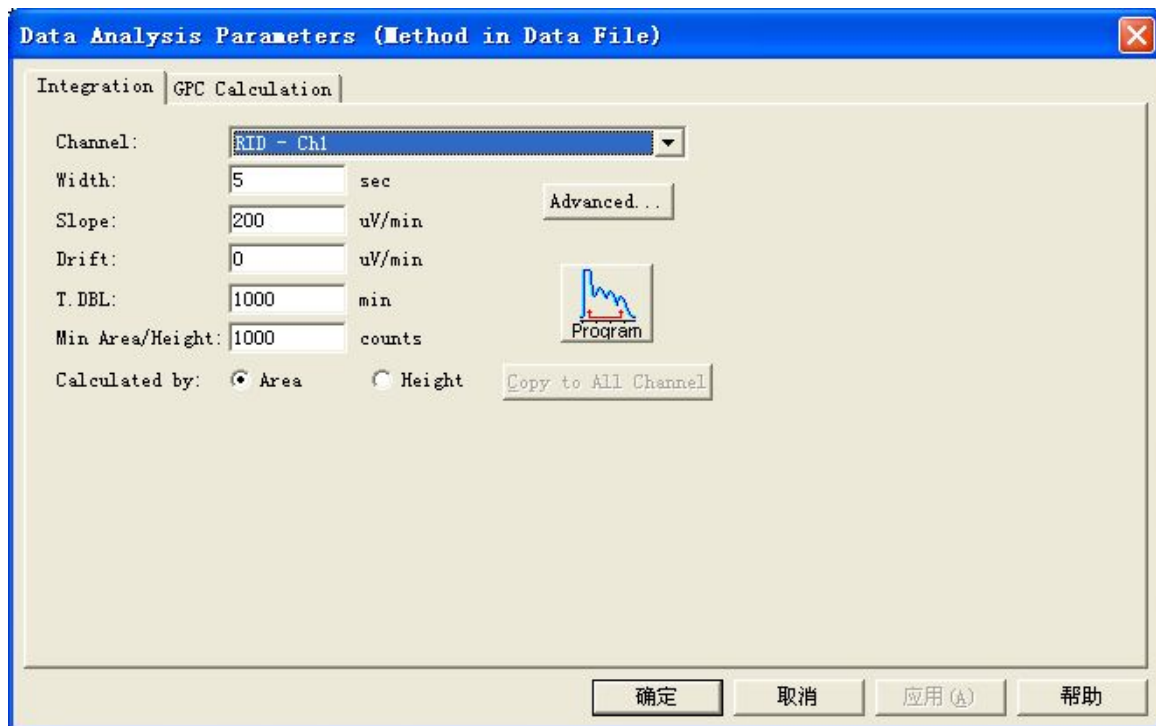 Data Analysis Parameters (Method in Data File)
Integration GPC Calculation
Channel: RID - Ch1
Width: 5 sec
Advanced...
Slope: 200 uV/min
Drift: 0 uV/min
T.DBL: 1000 min
Program
Min Area/Height: 1000 counts
Calculated by: Area Height Copy to All Channel
确定 取消 应用(A) 帮助